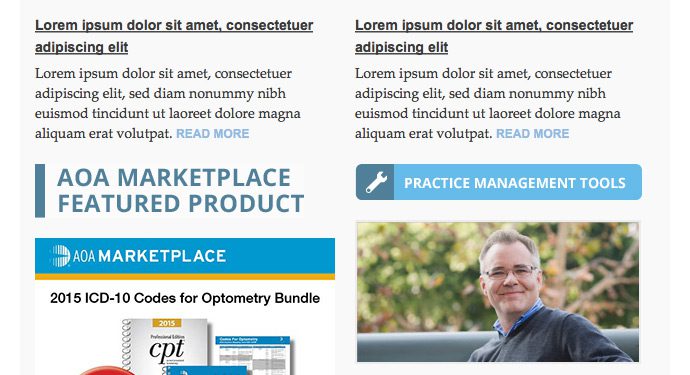 Lorem ipsum dolor sit amet, consectetuer
adipiscing elit
Lorem ipsum dolor sit amet, consectetuer
adipiscing elit, sed diam nonummy nibh
euismod tincidunt ut laoreet dolore magna
aliquam erat volutpat. READ MORE
AOA MARKETPLACE
FEATURED PRODUCT
AOA MARKETPLACE
2015 ICD-10 Codes for Optometry Bundle
2015
Professional Edition
cpt
Codes For Optometry
Lorem ipsum dolor sit amet, consectetuer
adipiscing elit
Lorem ipsum dolor sit amet, consectetuer
adipiscing elit, sed diam nonummy nibh
euismod tincidunt ut laoreet dolore magna
aliquam erat volutpat. READ MORE
PRACTICE MANAGEMENT TOOLS